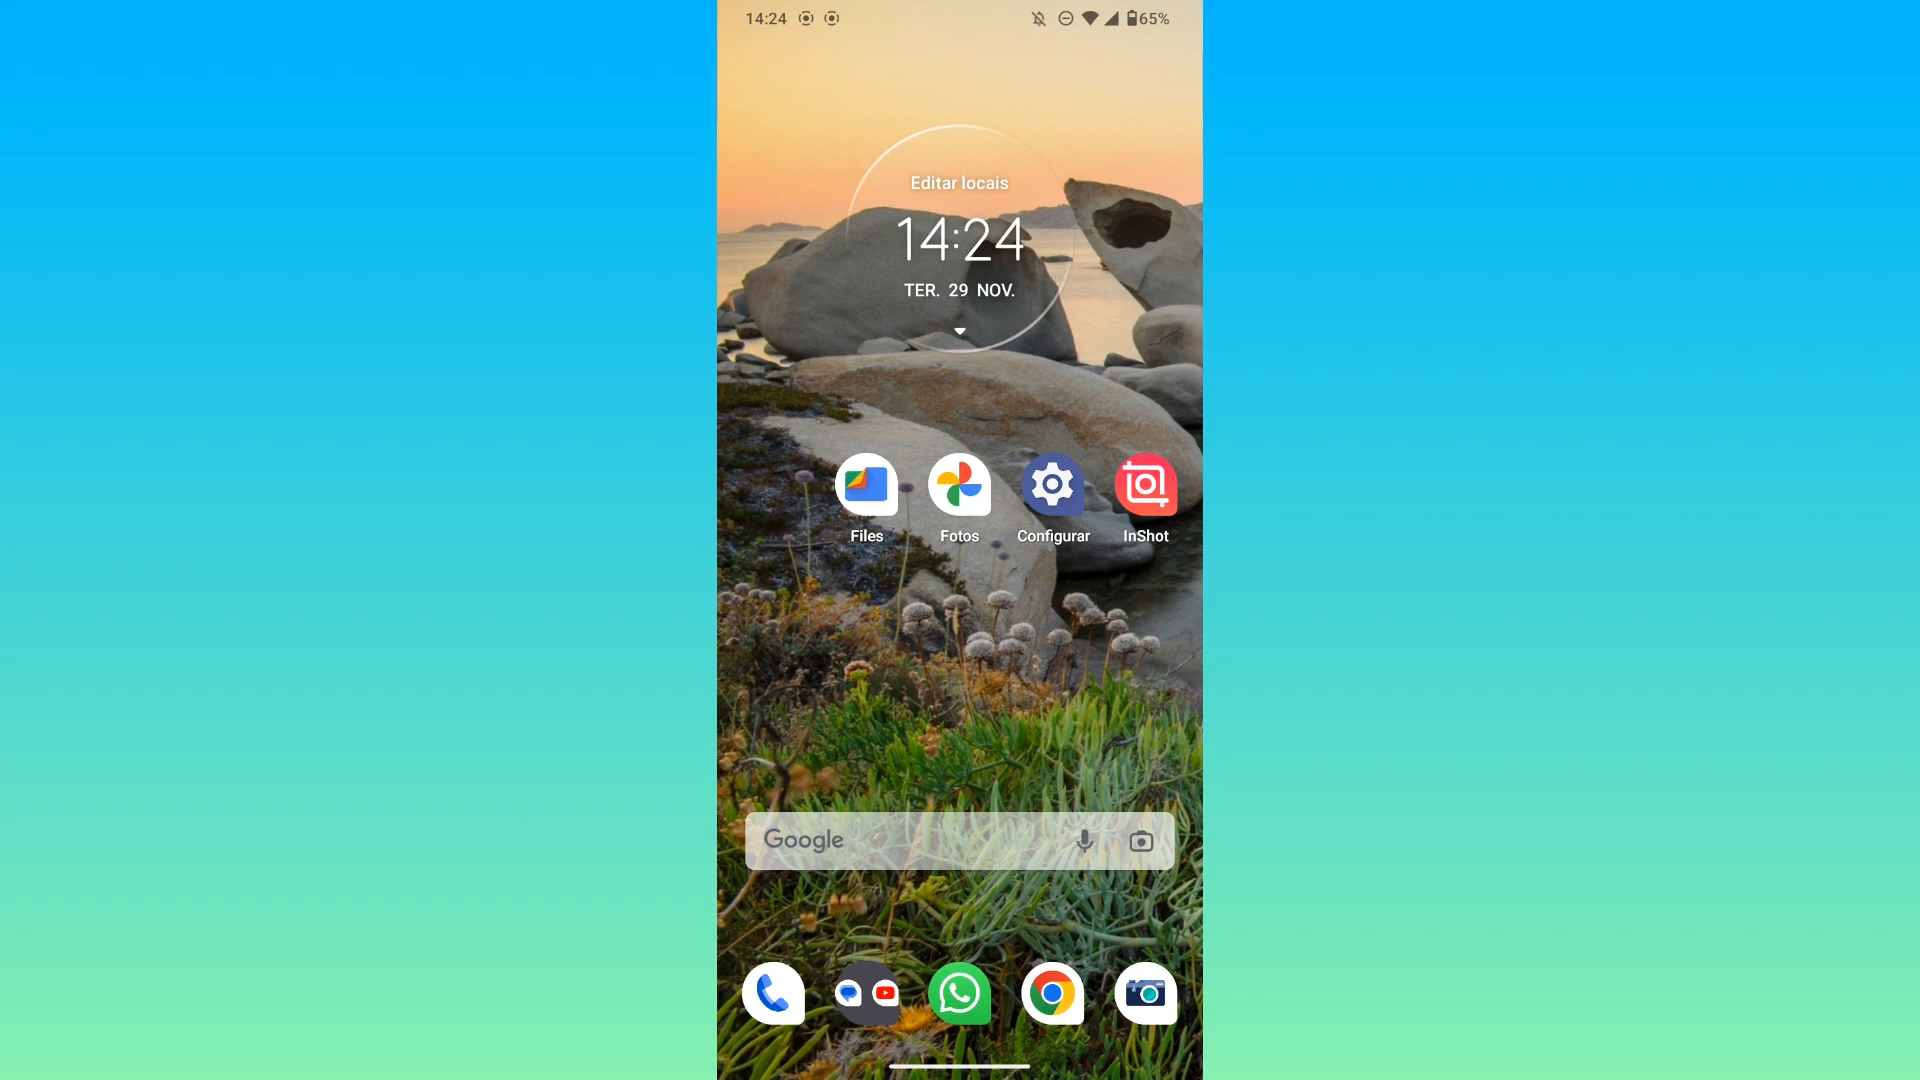 14:24 65%
Editar locais
14:24
TER. 29 NOV.
Files Fotos Configurar InShot
Google